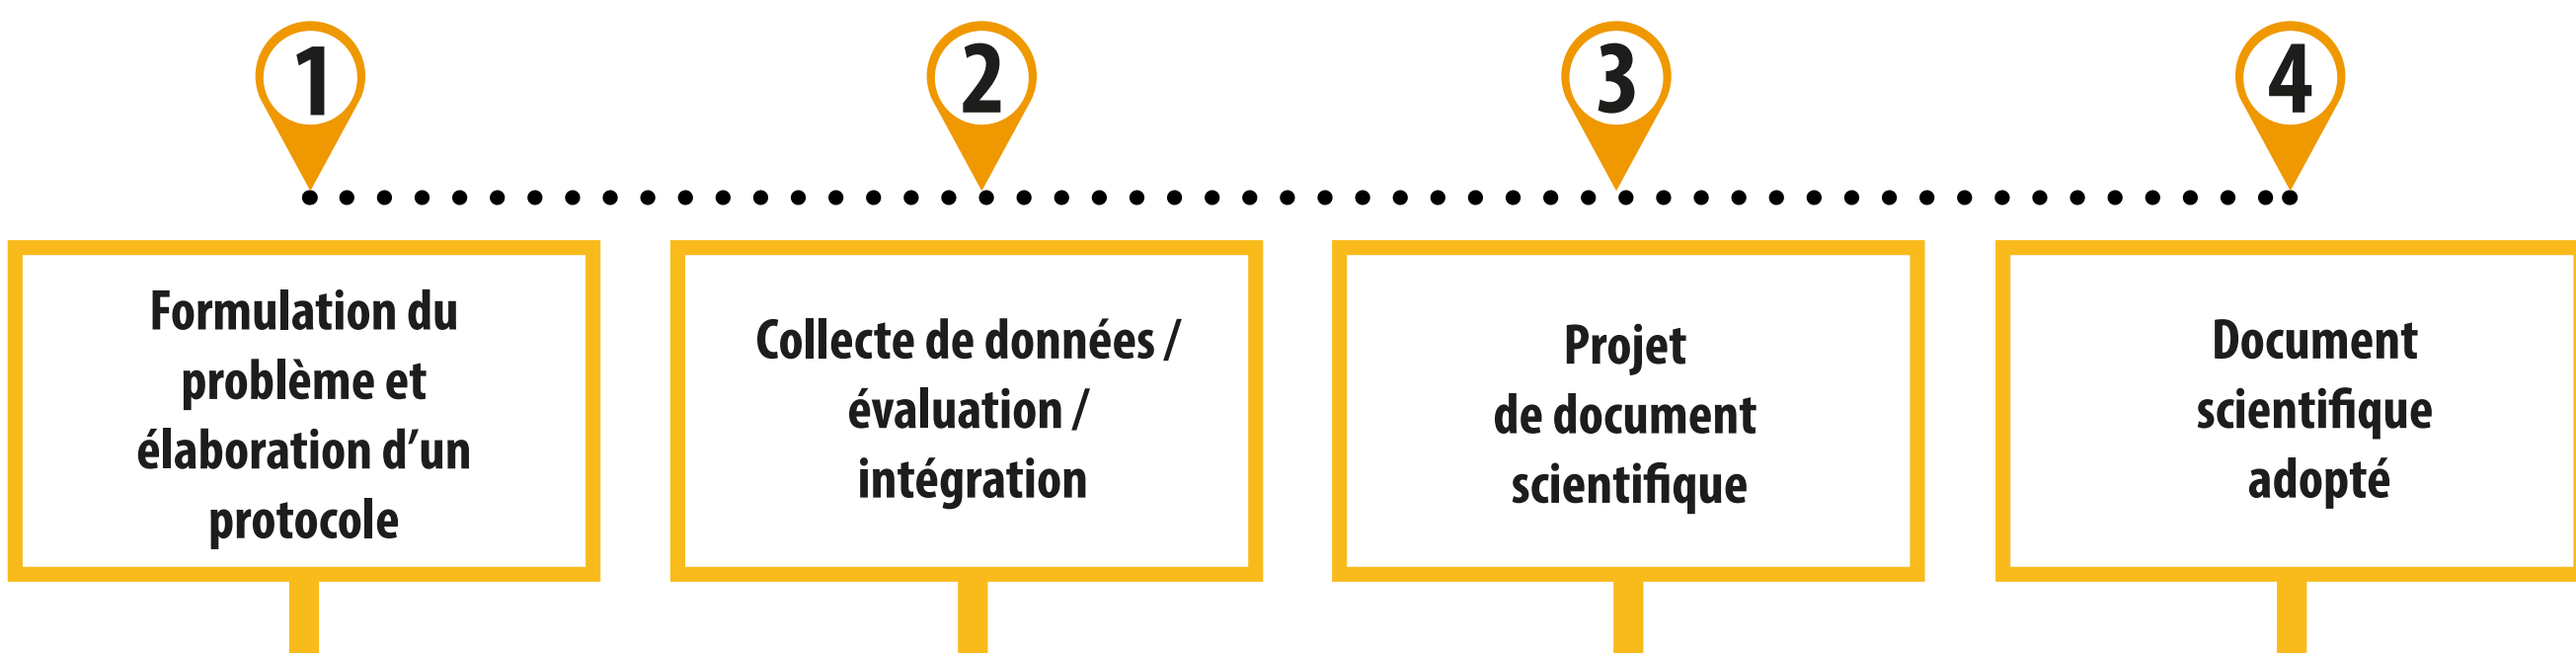 1
2
3
4
Formulation du
problème et
élaboration d’un
protocole
Collecte de données /
évaluation /
intégration
Projet
de document
scientifique
Document
scientifique
adopté